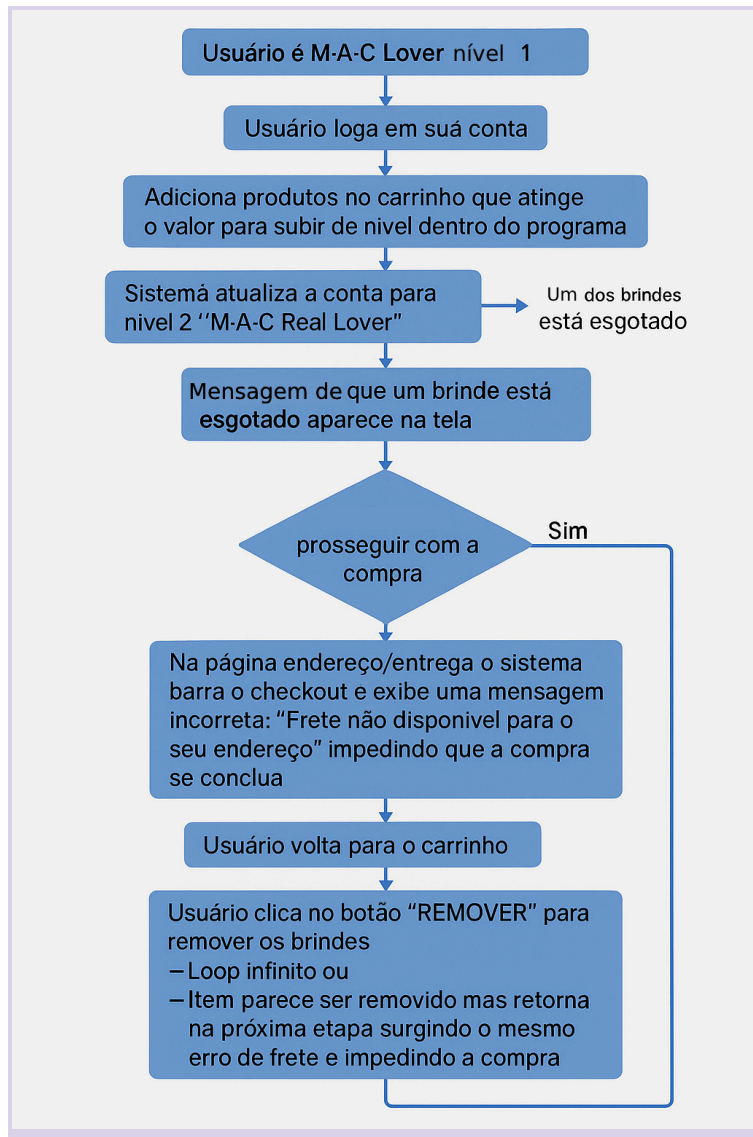 Usuário é M-A-C Lover nível 1
Usuário loga em suá conta
Adiciona produtos no carrinho que atinge
o valor para subir de nivel dentro do programa
Sistemá atualiza a conta para
nivel 2 ‘‘M-A-C Real Lover”
Um dos brindes
está esgotado
Mensagem de que um brinde está
esgotado aparece na tela
prosseguir com a
compra
Sim
Na página endereço/entrega o sistema
barra o checkout e exibe uma mensagem
incorreta: “Frete não disponivel para o
seu endereço” impedindo que a compra
se conclua
Usuário volta para o carrinho
Usuário clica no botão “REMOVER” para
remover os brindes
– Loop infinito ou
– Item parece ser removido mas retorna
na próxima etapa surgindo o mesmo
erro de frete e impedindo a compra